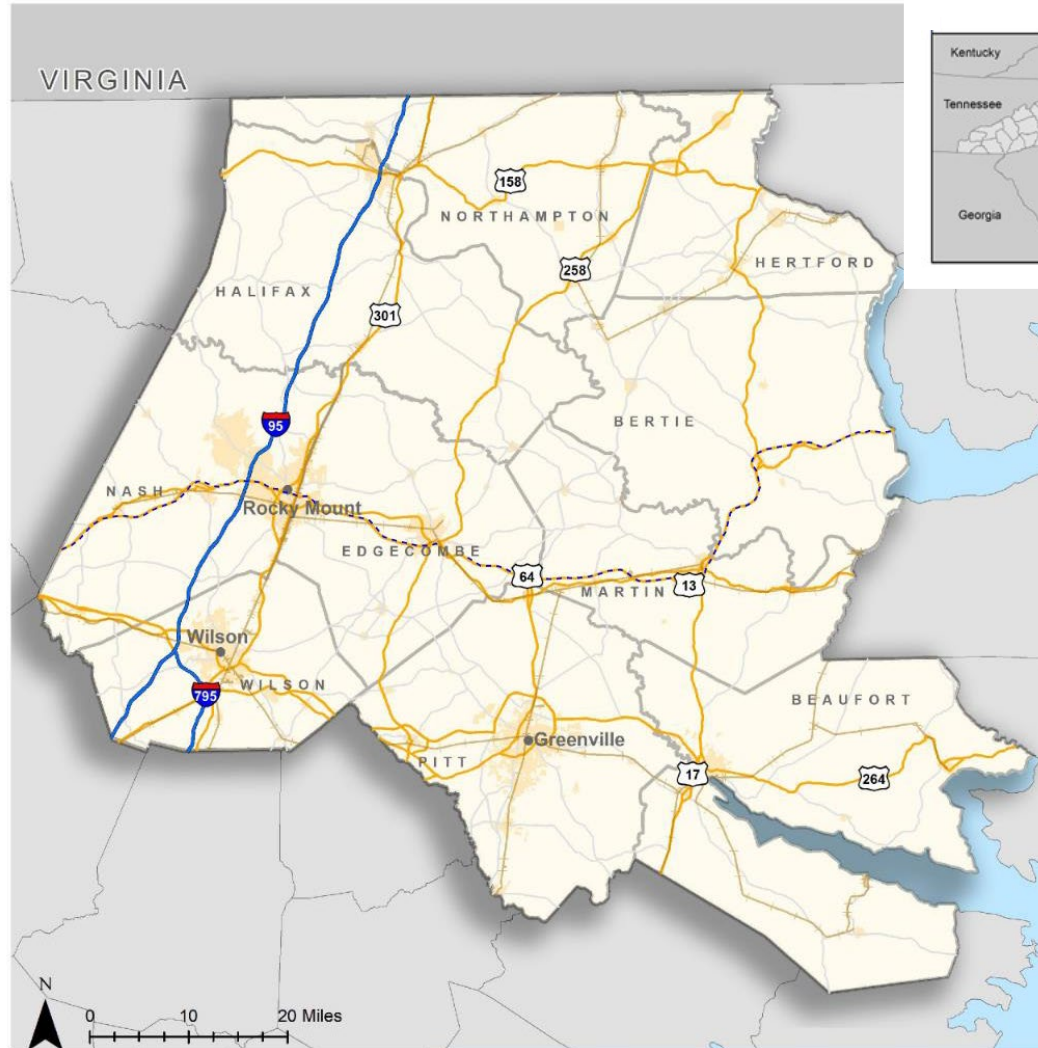 VIRGINIA
Kentucky
Tennessee
Georgia
158
NORTHAMPTON
HERTFORD
258
HALIFAX
301
95
BERTIE
NASH
Rocky Mount
EDGECOMBE
64
13
MARTIN
Wilson
795
WILSON
BEAUFORT
Greenville
PITT
17
264
N
0 10 20 Miles